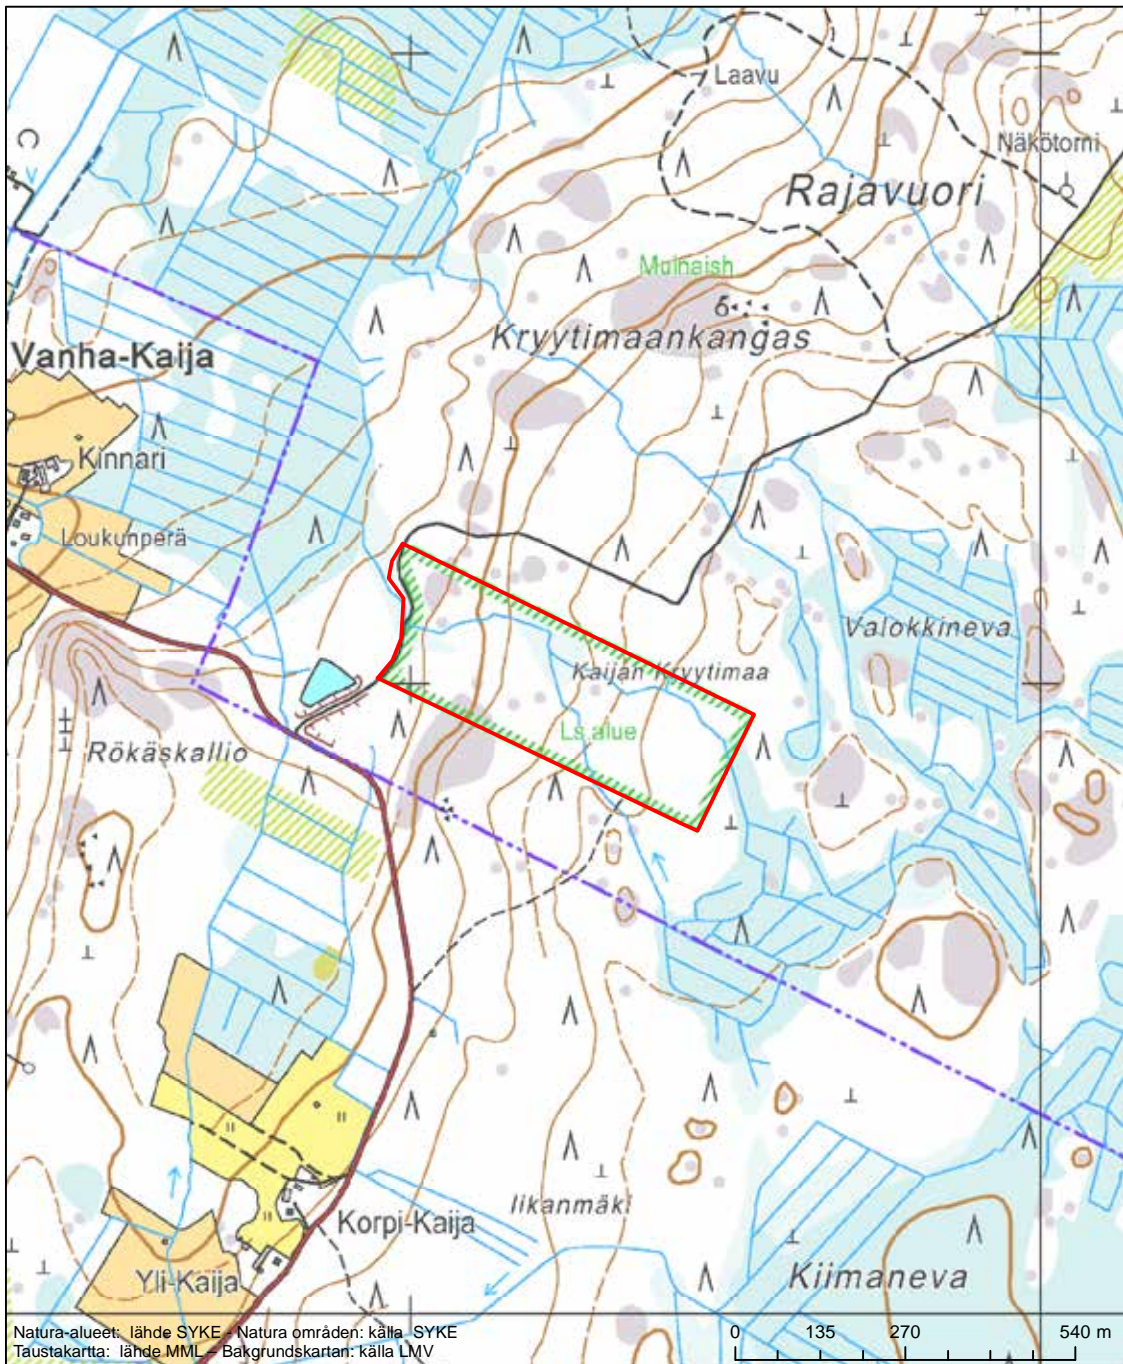 Laavu
Näkötorni
Rajavuori
Muinaish
6
Kryytimaankangas
Vanha-Kaija
Kinnari
Loukunperä
Valokkineva
Kaijan Kryytimaa
Ls alue
Rökäskallio
Iikanmäki
Korpi-Kaija
Yli-Kaija
Kiimaneva
Natura-alueet: lähde SYKE - Natura områden: källa SYKE
Taustakartta: lähde MML – Bakgrundskartan: källa LMV
0 135 270 540 m